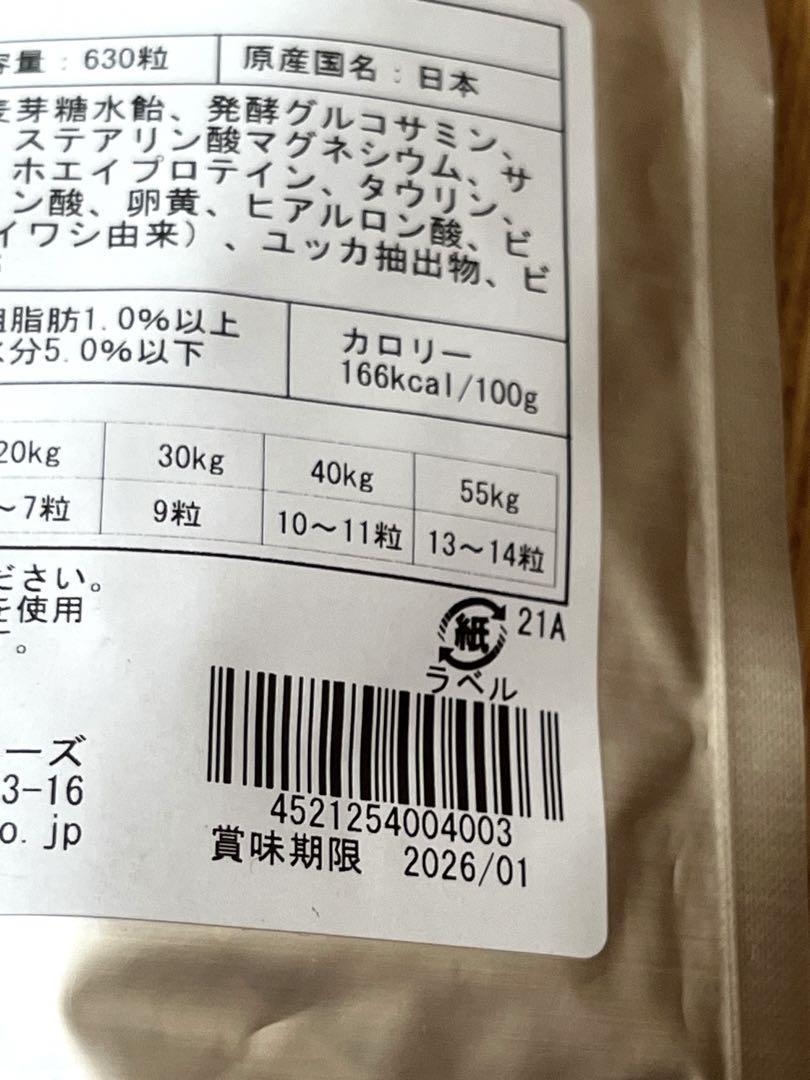 容量：630粒
原産国名：日本
麦芽糖水飴、発酵グルコサミン、
ステアリン酸マグネシウム、サ
ホエイプロテイン、タウリン、
ン酸、卵黄、ヒアルロン酸、ビ
イワシ由来）、ユッカ抽出物、ビ
脂肪1.0%以上
分5.0%以下
カロリー
166kcal/100g
20kg 30kg 40kg 55kg
～7粒 9粒 10～11粒 13～14粒
ださい。
を使用
す。
紙 21A
ラベル
ーズ
3-16
o.jp
4521254004003
賞味期限 2026/01